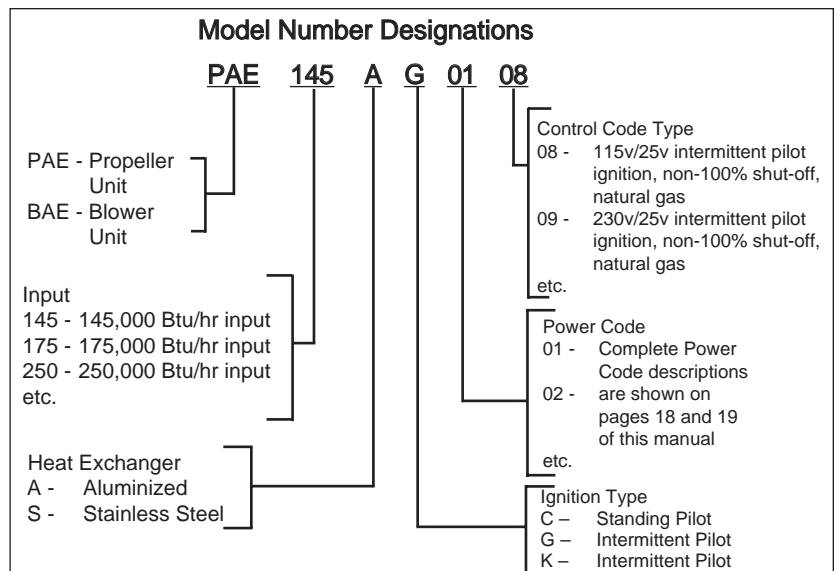 Model Number Designations
PAE 145 A G 01 08
PAE - Propeller
Unit
BAE - Blower
Unit
Input
145 - 145,000 Btu/hr input
175 - 175,000 Btu/hr input
250 - 250,000 Btu/hr input
etc.
Heat Exchanger
A - Aluminized
S - Stainless Steel
Control Code Type
08 - 115v/25v intermittent pilot
ignition, non-100% shut-off,
natural gas
09 - 230v/25v intermittent pilot
ignition, non-100% shut-off,
natural gas
etc.
Power Code
01 - Complete Power
Code descriptions
02 - are shown on
pages 18 and 19
of this manual
etc.
Ignition Type
C – Standing Pilot
G – Intermittent Pilot
K – Intermittent Pilot